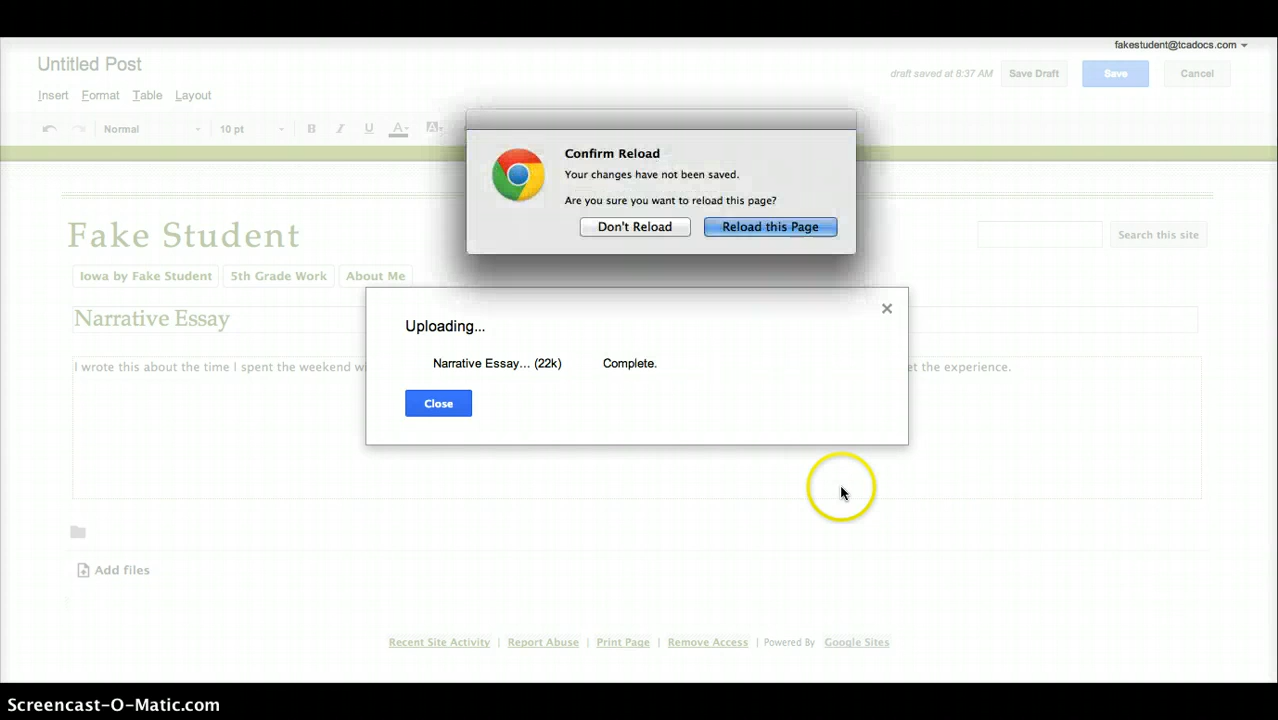 fakestudent@tcadocs.com
Untitled Post
draft saved at 8:37 AM Save Draft Save Cancel
Insert Format Table Layout
Normal 10 pt B I U A A
Confirm Reload
Your changes have not been saved.
Are you sure you want to reload this page?
Don't Reload Reload this Page
Fake Student
Search this site
Iowa by Fake Student 5th Grade Work About Me
Narrative Essay
Uploading...
Narrative Essay... (22k) Complete.
I wrote this about the time I spent the weekend et the experience.
Close
Add files
Recent Site Activity | Report Abuse | Print Page | Remove Access | Powered By Google Sites
Screencast-O-Matic.com